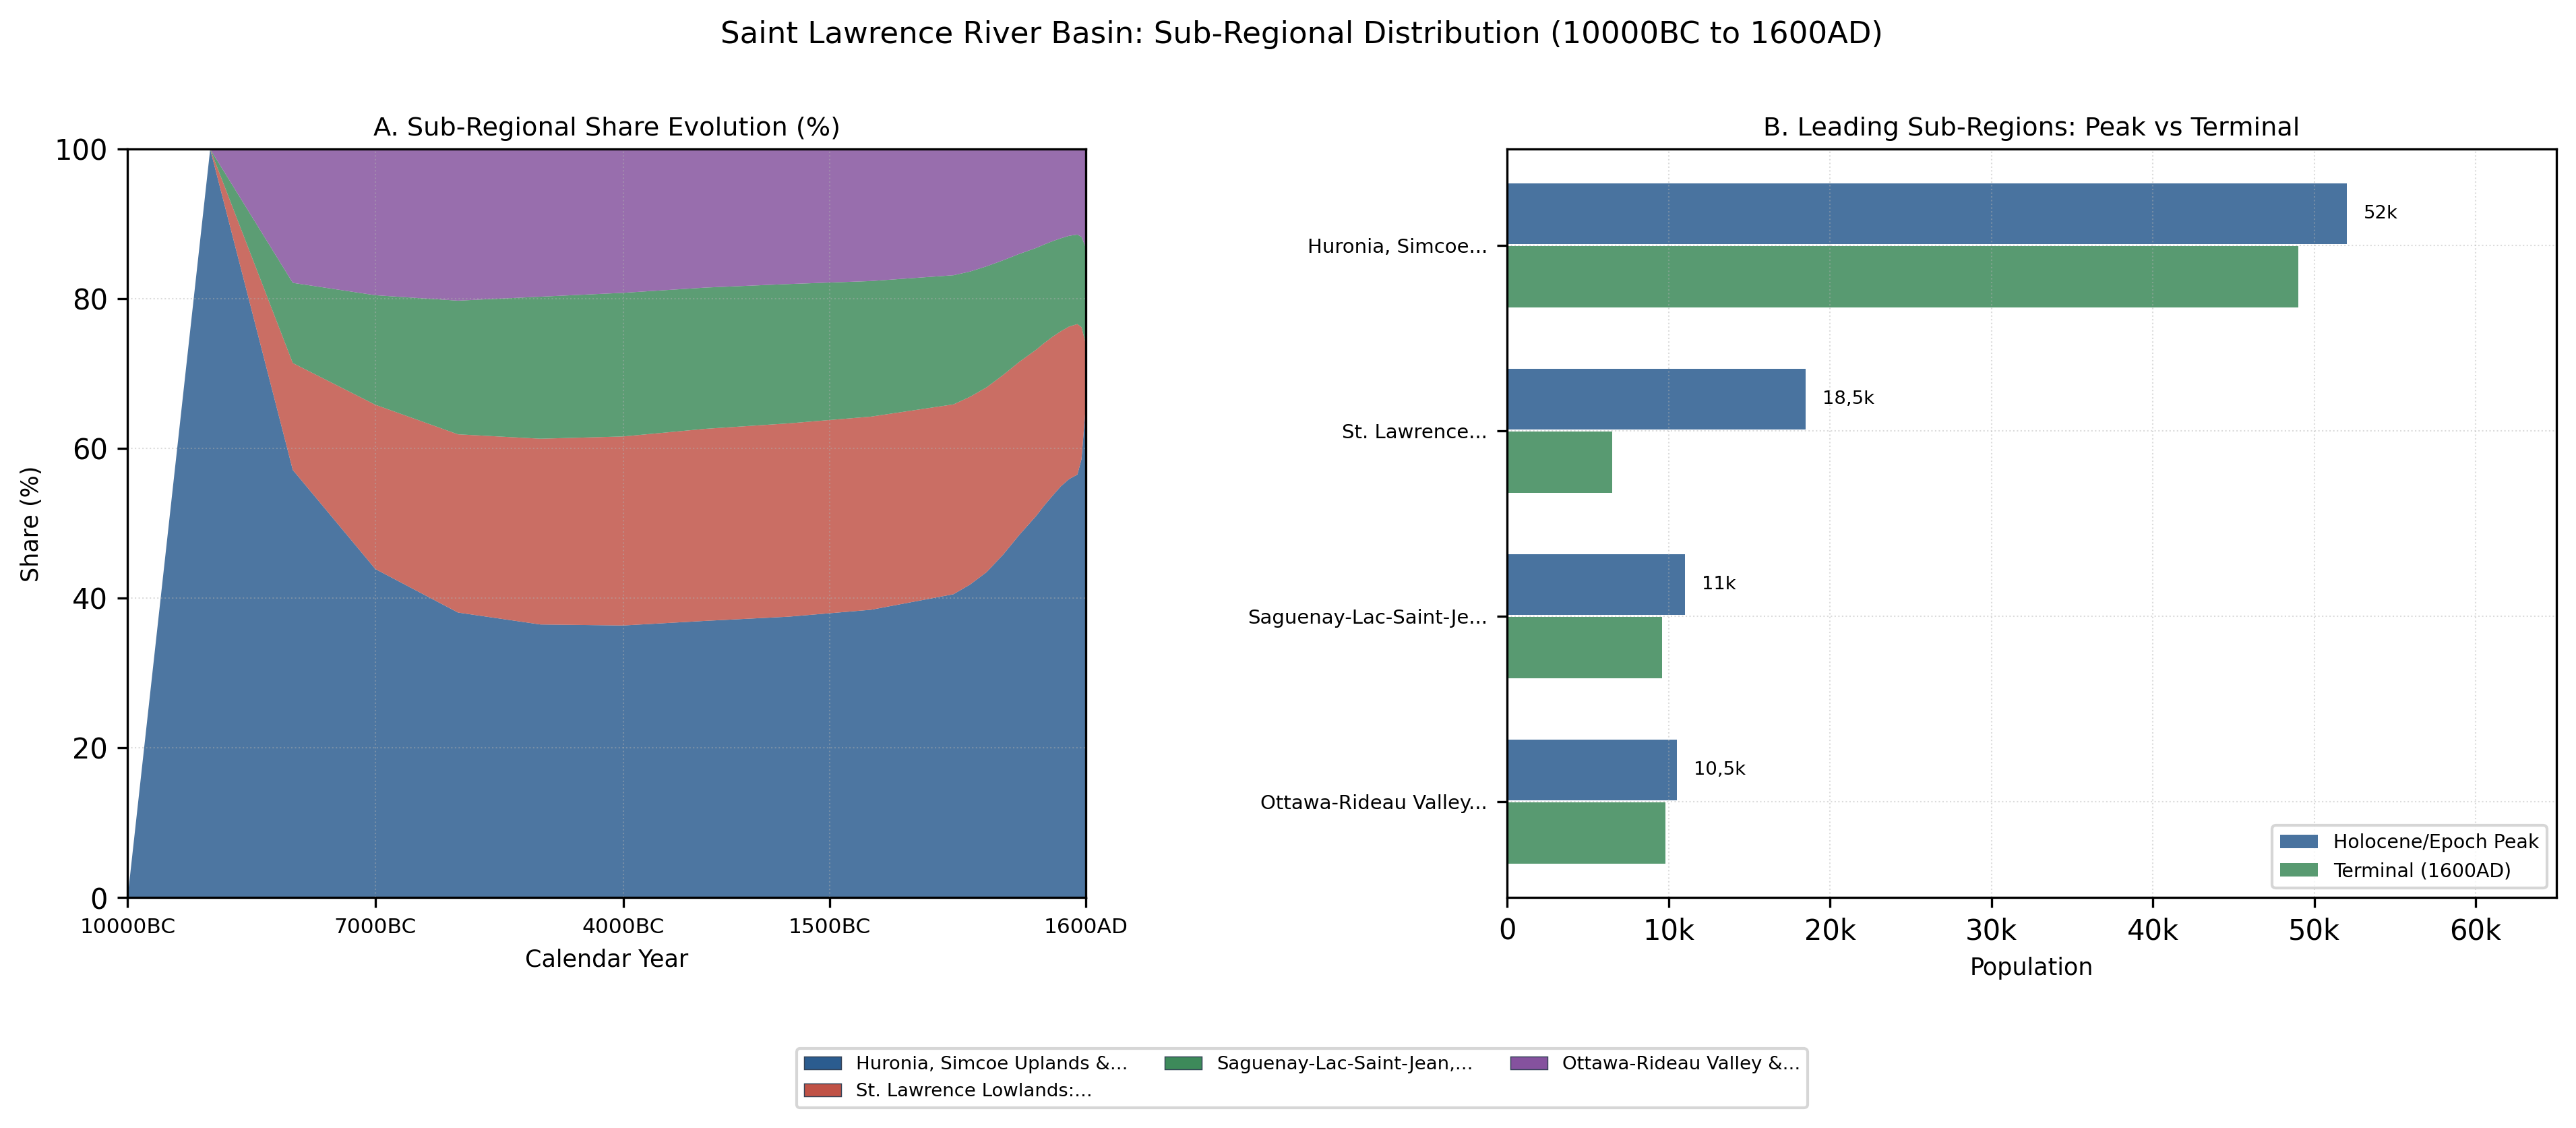 Saint Lawrence River Basin: Sub-Regional Distribution (10000BC to 1600AD)
A. Sub-Regional Share Evolution (%)
100
80
60
40
20
0
Share (%)
10000BC
7000BC
4000BC
1500BC
1600AD
Calendar Year
B. Leading Sub-Regions: Peak vs Terminal
Huronia, Simcoe...
52k
St. Lawrence...
18,5k
Saguenay-Lac-Saint-Je...
11k
Ottawa-Rideau Valley...
10,5k
Holocene/Epoch Peak
Terminal (1600AD)
0
10k
20k
30k
40k
50k
60k
Population
Huronia, Simcoe Uplands &...
St. Lawrence Lowlands:...
Saguenay-Lac-Saint-Jean,...
Ottawa-Rideau Valley &...